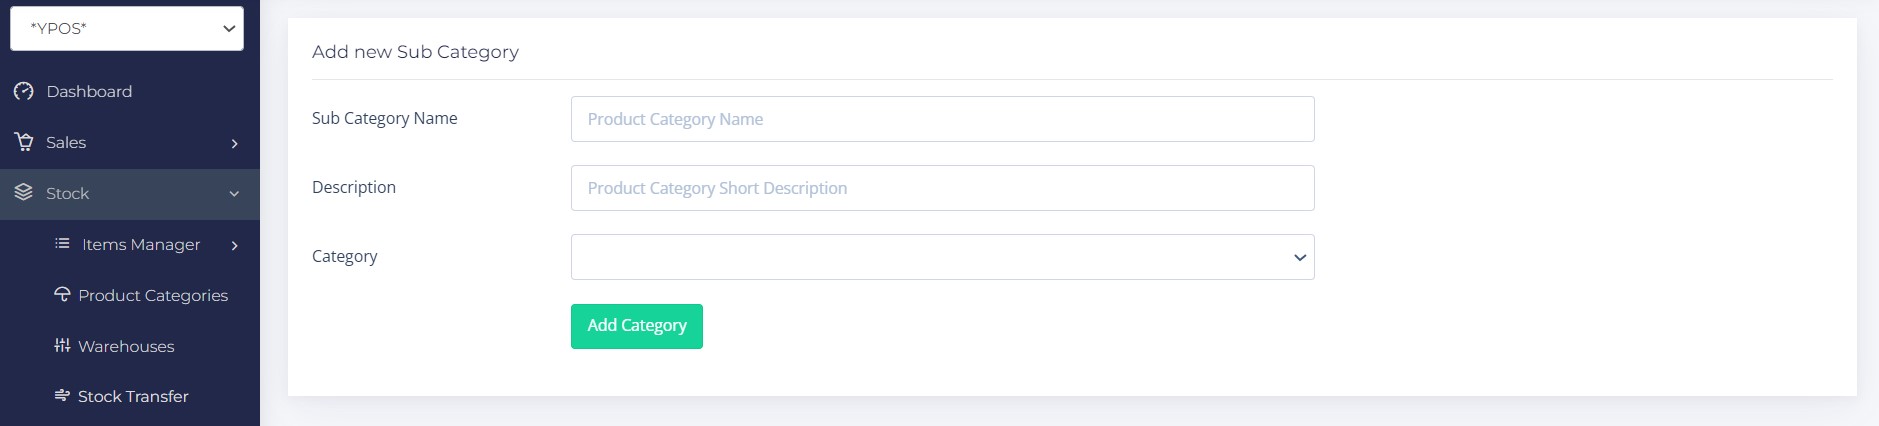 *YPOS*
Dashboard
Sales
Stock
Items Manager
Product Categories
Warehouses
Stock Transfer
Add new Sub Category
Sub Category Name
Product Category Name
Description
Product Category Short Description
Category
Add Category